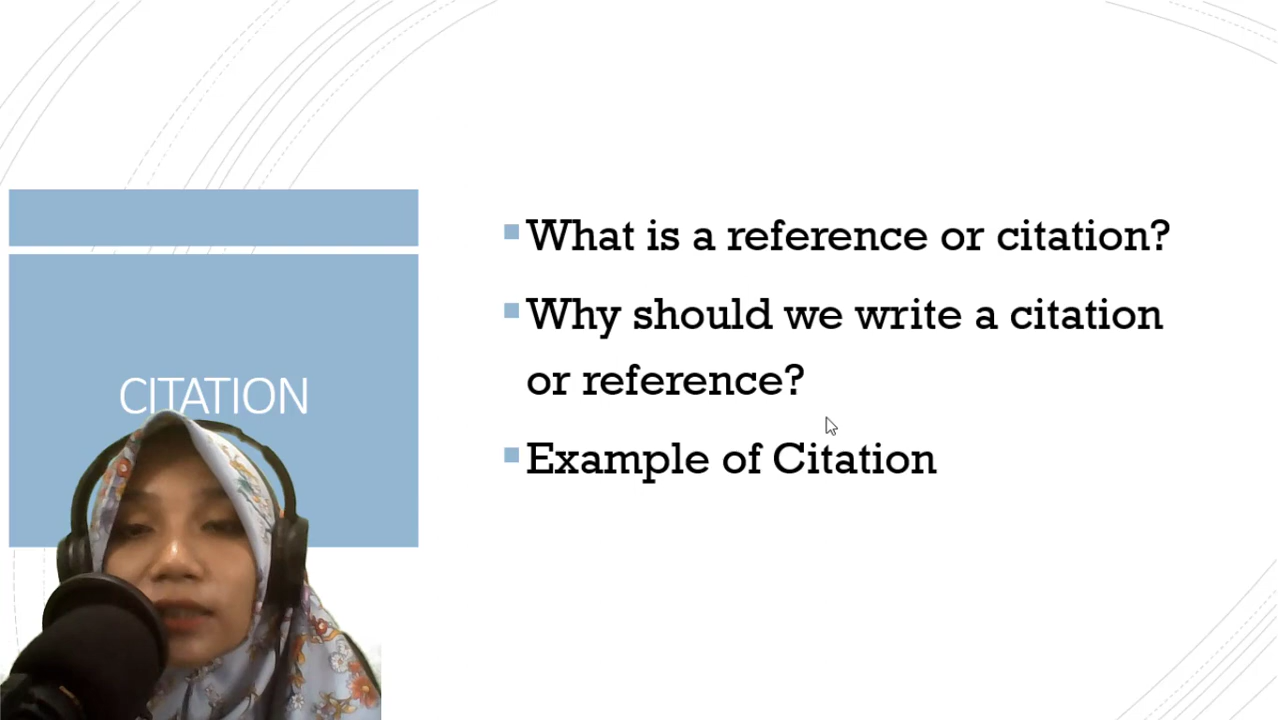 CITATION
What is a reference or citation?
Why should we write a citation
or reference?
Example of Citation